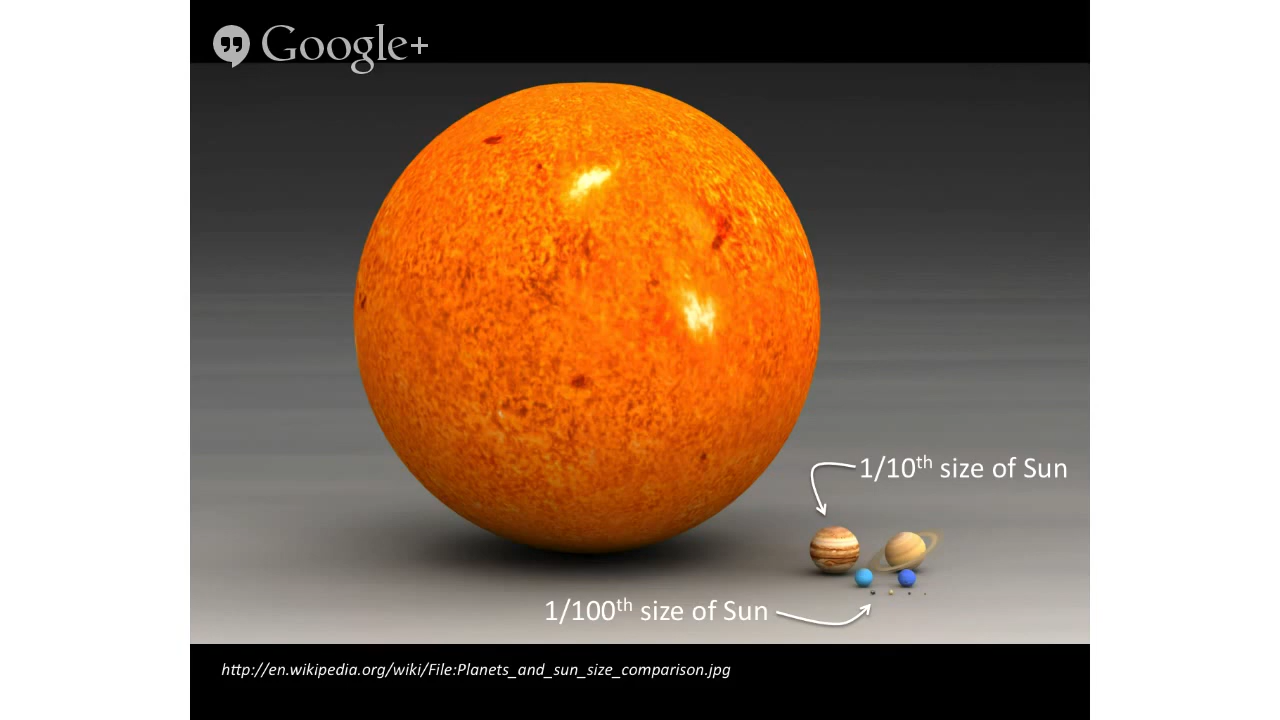 Google+
1/10th size of Sun
1/100th size of Sun
http://en.wikipedia.org/wiki/File:Planets_and_sun_size_comparison.jpg